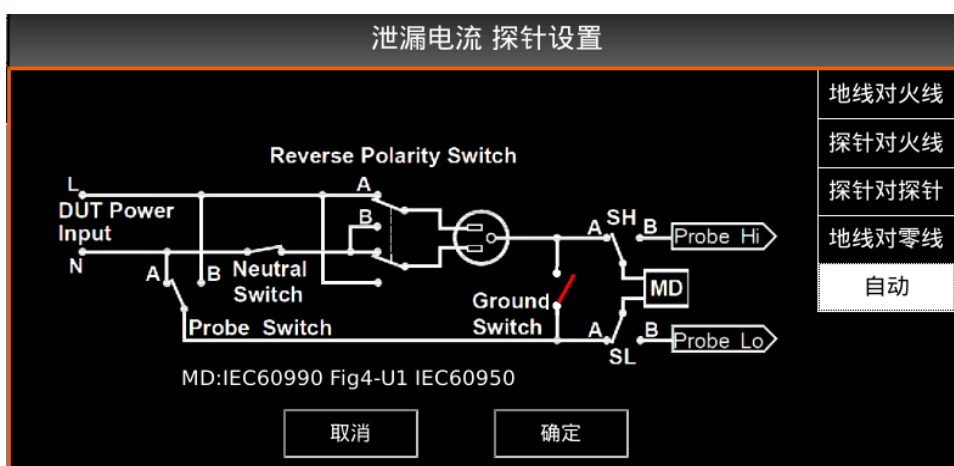 泄漏电流 探针设置
地线对火线
探针对火线
探针对探针
地线对零线
自动
Reverse Polarity Switch
L
A
DUT Power
Input
B
N
A
B
Neutral
Switch
Probe Switch
Ground
Switch
A
SH
B
Probe Hi
MD
A
SL
B
Probe Lo
MD:IEC60990 Fig4-U1 IEC60950
取消
确定